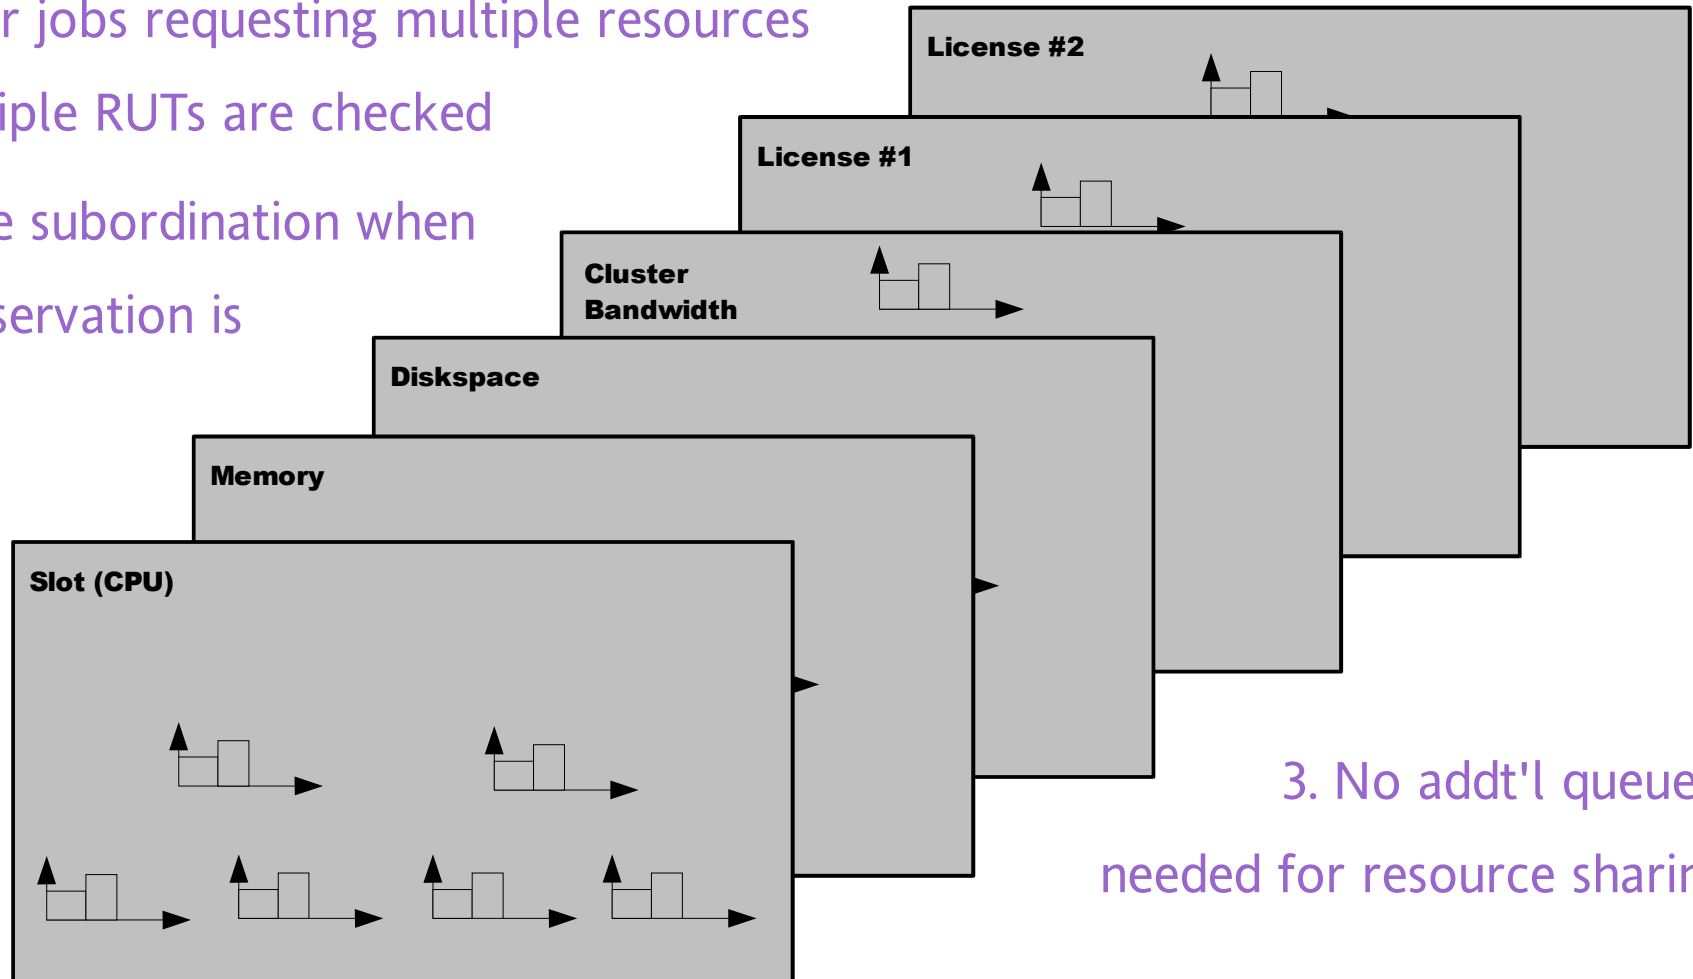 r jobs requesting multiple resources
iple RUTs are checked
e subordination when
servation is
License #2
License #1
Cluster
Bandwidth
Diskspace
Memory
Slot (CPU)
3. No addt'l queue
needed for resource sharin